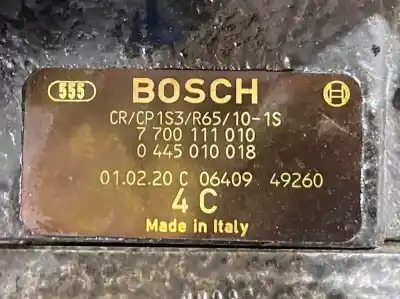 555 BOSCH
CR/CP1S3/R65/10-1S
7 700 111 010
0 445 010 018
01.02.20 C 06409 49260
4 C
Made in Italy